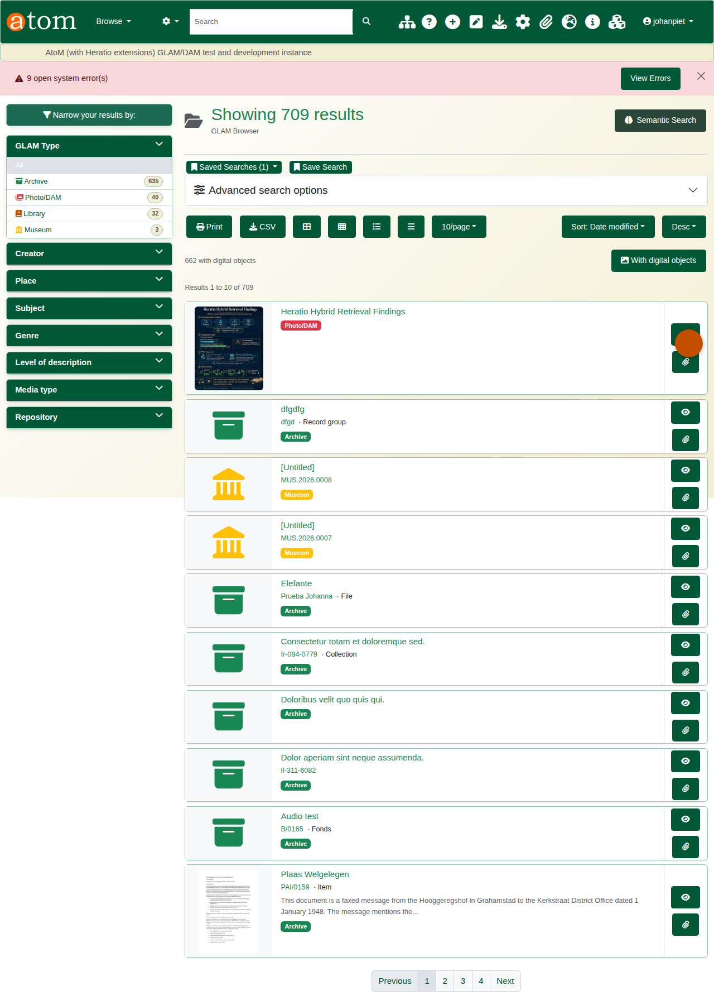 atom
Browse
Search
johanpiet
AtoM (with Heratio extensions) GLAM/DAM test and development instance
9 open system error(s)
View Errors
Narrow your results by:
GLAM Type
All
Archive 635
Photo/DAM 40
Library 32
Museum 3
Creator
Place
Subject
Genre
Level of description
Media type
Repository
Showing 709 results
GLAM Browser
Semantic Search
Saved Searches (1)
Save Search
Advanced search options
Print
CSV
10/page
Sort: Date modified
Desc
662 with digital objects
With digital objects
Results 1 to 10 of 709
Heratio Hybrid Retrieval Findings
Heratio Hybrid Retrieval Findings
Photo/DAM
dfgdfg
dfgd · Record group
Archive
[Untitled]
MUS.2026.0008
Museum
[Untitled]
MUS.2026.0007
Museum
Elefante
Prueba Johanna · File
Archive
Consectetur totam et doloremque sed.
fr-094-0779 · Collection
Archive
Doloribus velit quo quis qui.
Archive
Dolor aperiam sint neque assumenda.
lf-311-6082
Archive
Audio test
B/0165 · Fonds
Archive
Plaas Welgelegen
PAI/0159 · Item
This document is a faxed message from the Hooggeregshof in Grahamstad to the Kerkstraat District Office dated 1
January 1948. The message mentions the...
Archive
Previous 1 2 3 4 Next